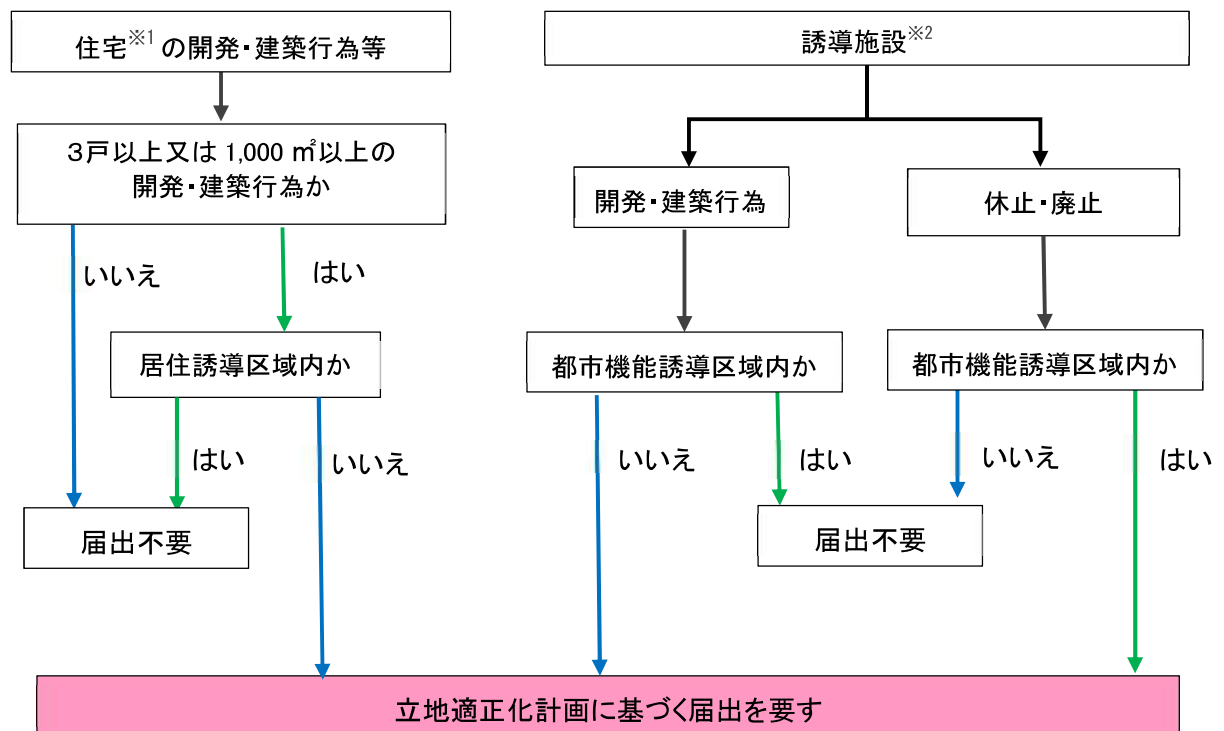 住宅※1 の開発・建築行為等
3戸以上又は 1,000 ㎡以上の
開発・建築行為か
いいえ
はい
居住誘導区域内か
はい
いいえ
届出不要
誘導施設※2
開発・建築行為
休止・廃止
都市機能誘導区域内か
都市機能誘導区域内か
いいえ
はい
いいえ
はい
届出不要
立地適正化計画に基づく届出を要す